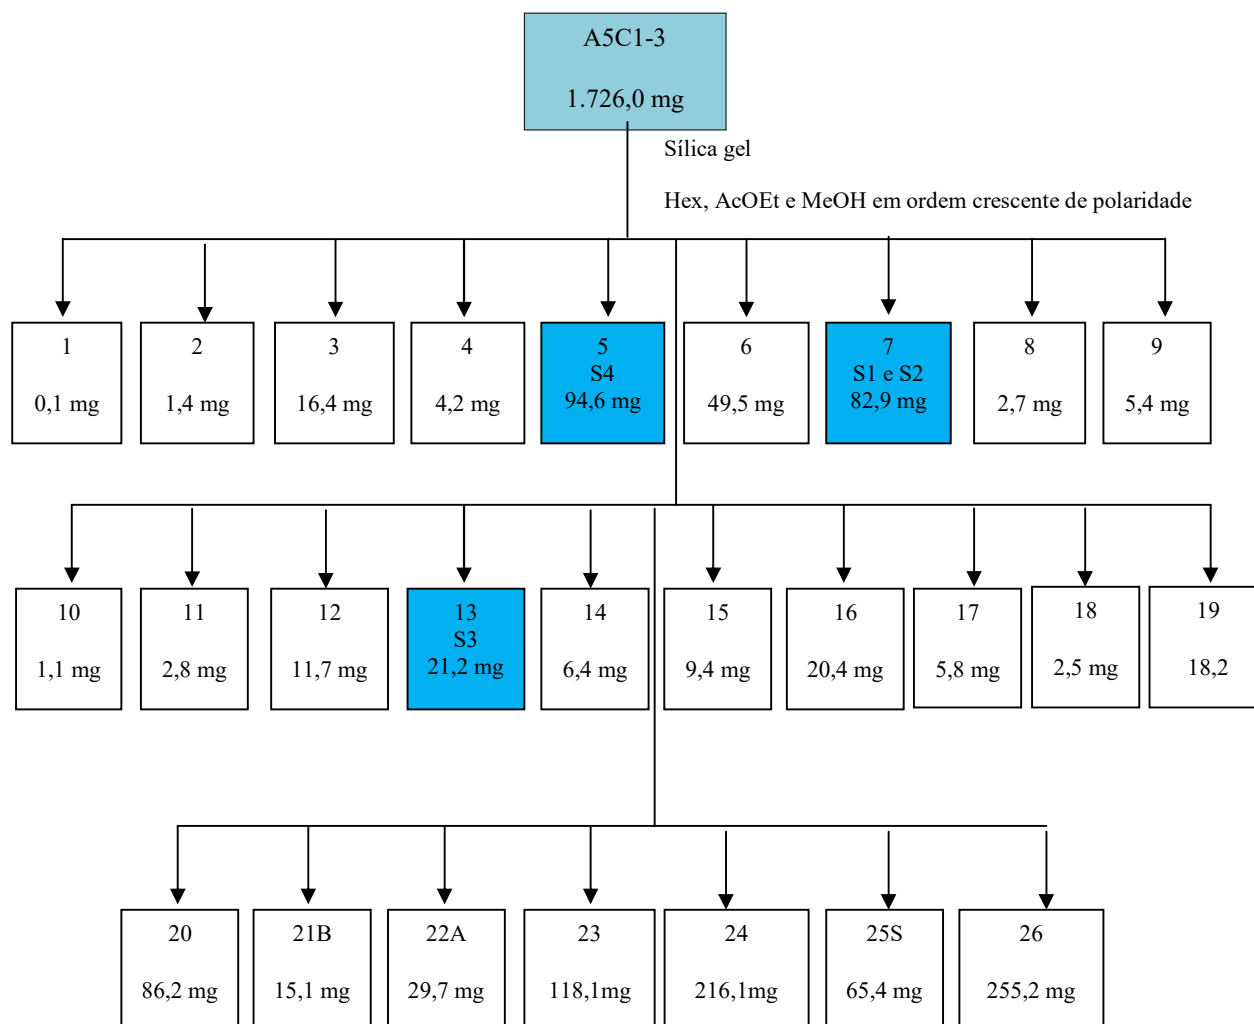 A5C1-3
1.726,0 mg
Sílica gel
Hex, AcOEt e MeOH em ordem crescente de polaridade
1
0,1 mg
2
1,4 mg
3
16,4 mg
4
4,2 mg
5
S4
94,6 mg
6
49,5 mg
7
S1 e S2
82,9 mg
8
2,7 mg
9
5,4 mg
10
1,1 mg
11
2,8 mg
12
11,7 mg
13
S3
21,2 mg
14
6,4 mg
15
9,4 mg
16
20,4 mg
17
5,8 mg
18
2,5 mg
19
18,2
20
86,2 mg
21B
15,1 mg
22A
29,7 mg
23
118,1mg
24
216,1mg
25S
65,4 mg
26
255,2 mg